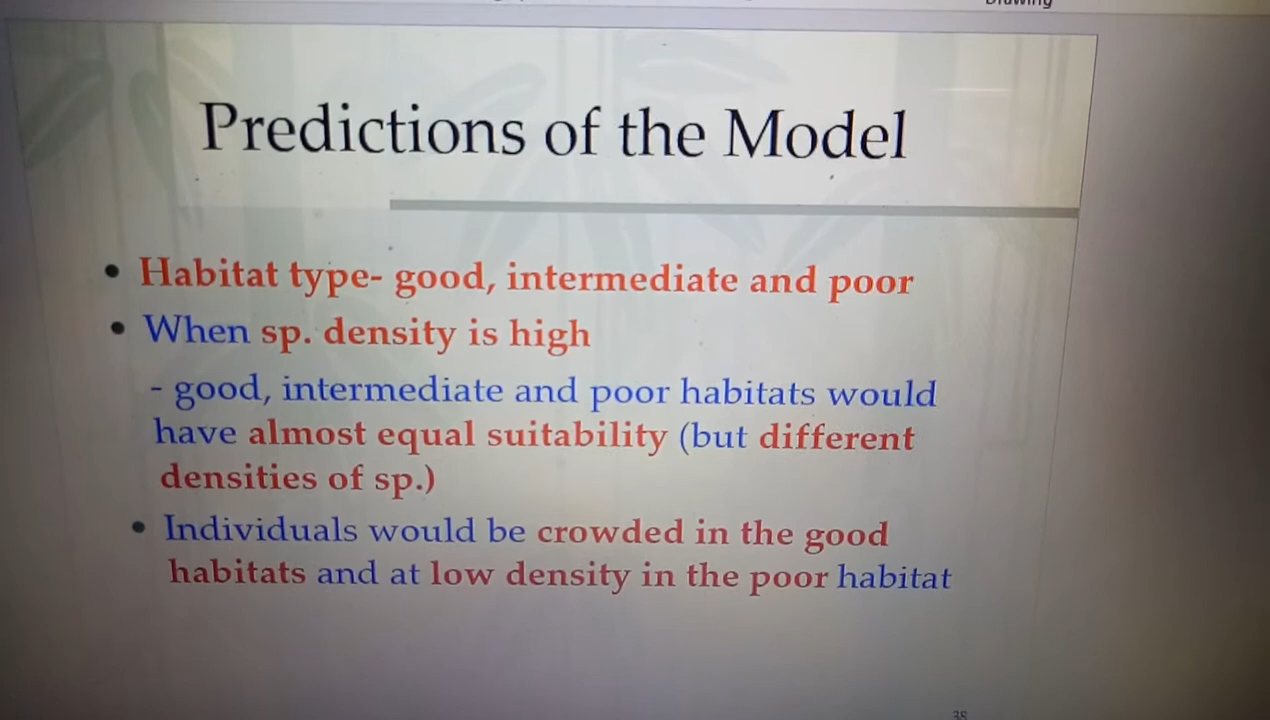 Drawing
Predictions of the Model
• Habitat type- good, intermediate and poor
• When sp. density is high
- good, intermediate and poor habitats would
have almost equal suitability (but different
densities of sp.)
• Individuals would be crowded in the good
habitats and at low density in the poor habitat
38